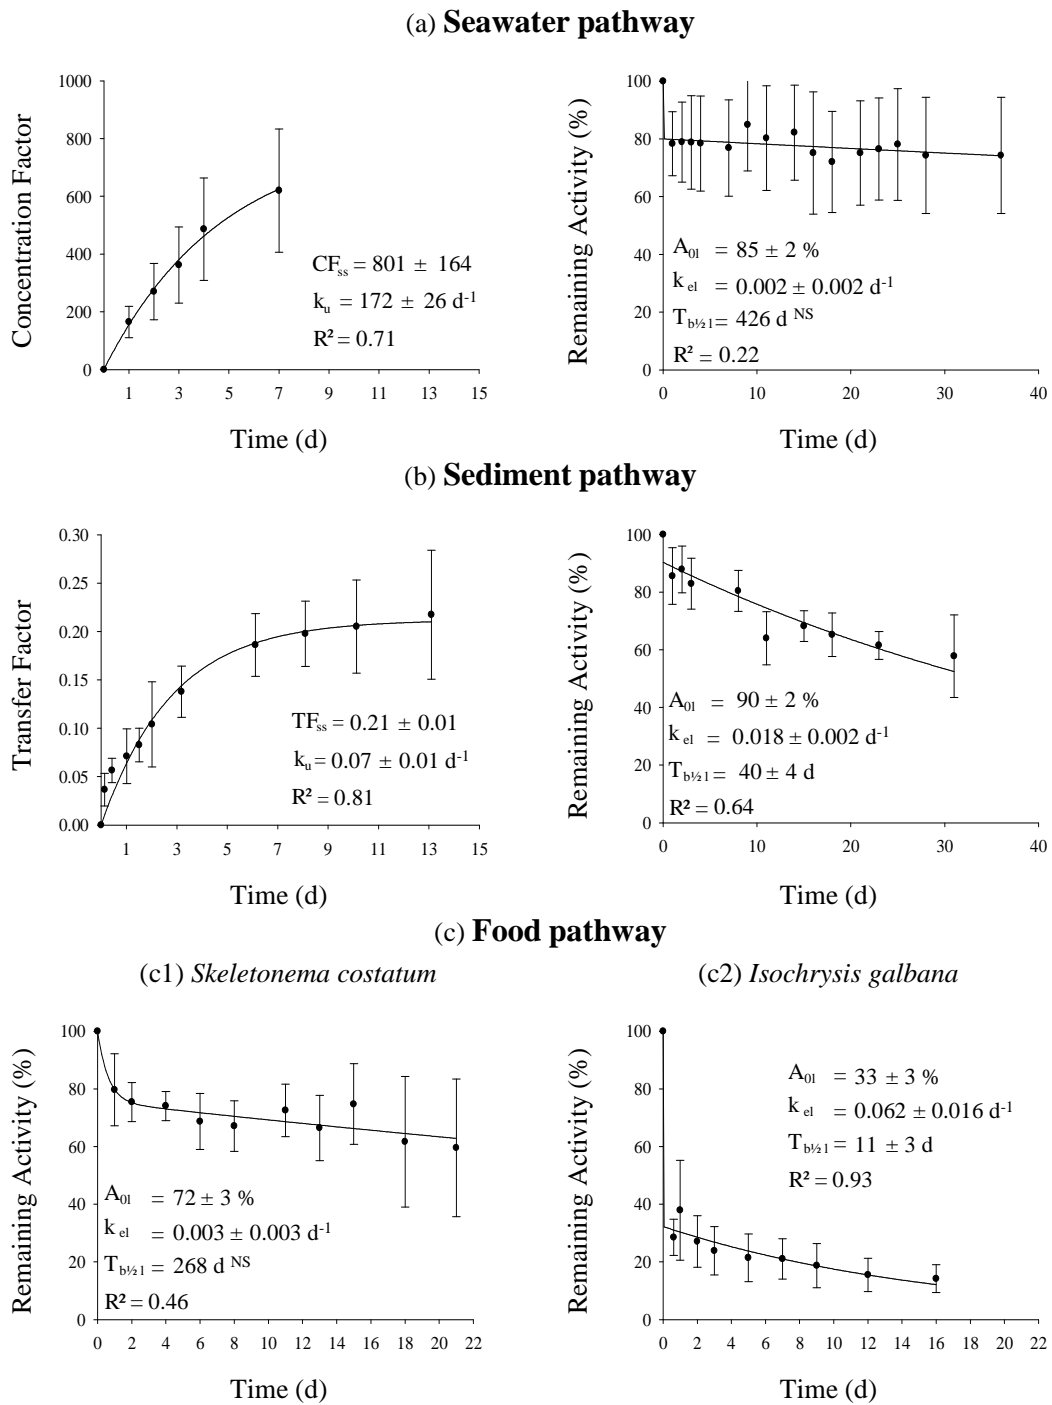 (a) Seawater pathway
Concentration Factor
1000
800
600
400
200
0
1 3 5 7 9 11 13 15
Time (d)
CFss = 801 ± 164
ku = 172 ± 26 d-1
R² = 0.71
Remaining Activity (%)
100
80
60
40
20
0
0 10 20 30 40
Time (d)
A0l = 85 ± 2 %
k el = 0.002 ± 0.002 d-1
Tb½ l = 426 d NS
R² = 0.22
(b) Sediment pathway
Transfer Factor
0.30
0.25
0.20
0.15
0.10
0.05
0.00
1 3 5 7 9 11 13 15
Time (d)
TFss = 0.21 ± 0.01
ku = 0.07 ± 0.01 d-1
R² = 0.81
Remaining Activity (%)
100
80
60
40
20
0
0 10 20 30 40
Time (d)
A0l = 90 ± 2 %
k el = 0.018 ± 0.002 d-1
Tb½ l = 40 ± 4 d
R² = 0.64
(c) Food pathway
(c1) Skeletonema costatum
Remaining Activity (%)
100
80
60
40
20
0
0 2 4 6 8 10 12 14 16 18 20 22
Time (d)
A0l = 72 ± 3 %
k el = 0.003 ± 0.003 d-1
Tb½ l = 268 d NS
R² = 0.46
(c2) Isochrysis galbana
Remaining Activity (%)
100
80
60
40
20
0
0 2 4 6 8 10 12 14 16 18 20 22
Time (d)
A0l = 33 ± 3 %
k el = 0.062 ± 0.016 d-1
Tb½ l = 11 ± 3 d
R² = 0.93